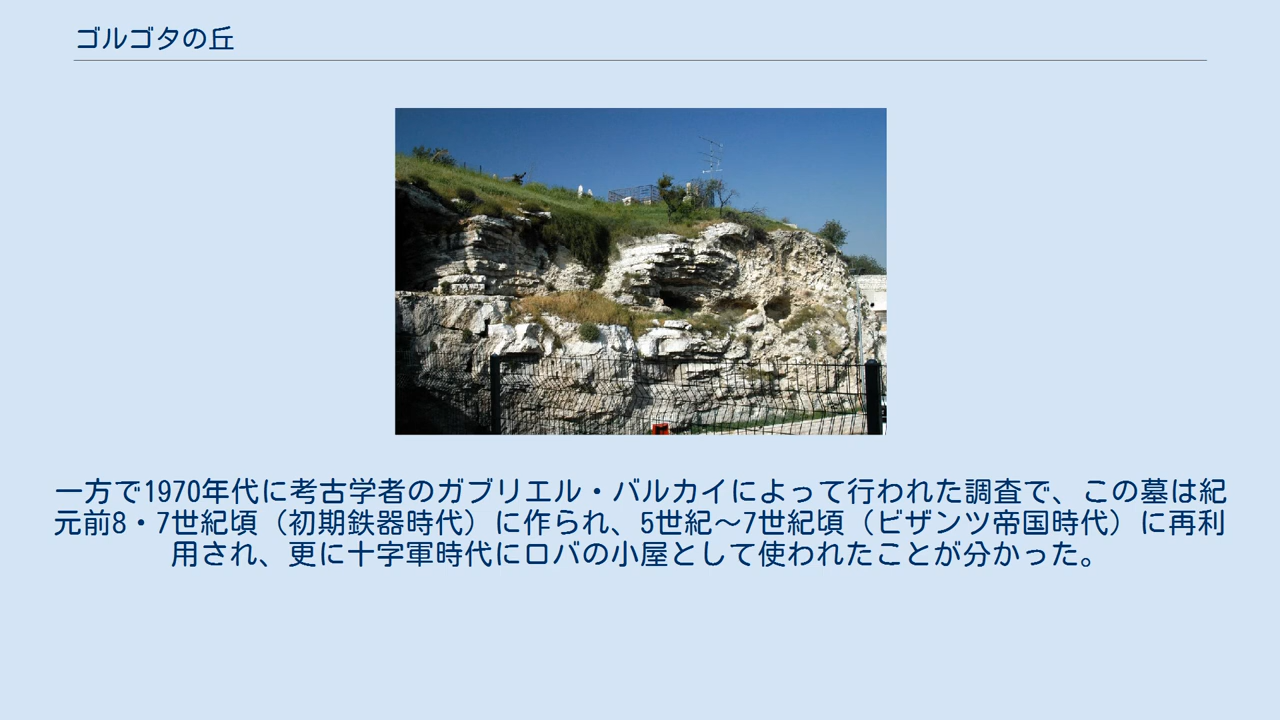 ゴルゴタの丘
一方で1970年代に考古学者のガブリエル・バルカイによって行われた調査で、この墓は紀
元前8・7世紀頃（初期鉄器時代）に作られ、5世紀～7世紀頃（ビザンツ帝国時代）に再利
用され、更に十字軍時代にロバの小屋として使われたことが分かった。